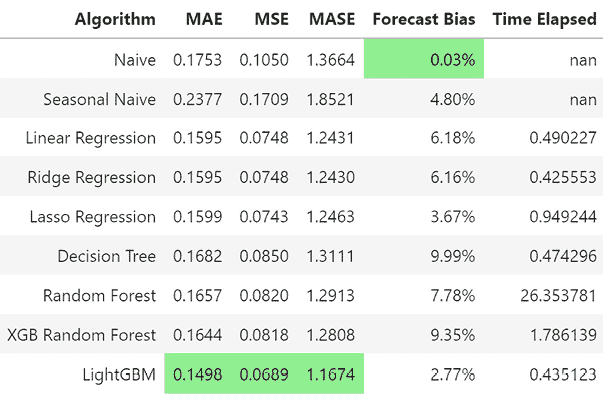 Algorithm MAE MSE MASE Forecast Bias Time Elapsed
Naive 0.1753 0.1050 1.3664 0.03% nan
Seasonal Naive 0.2377 0.1709 1.8521 4.80% nan
Linear Regression 0.1595 0.0748 1.2431 6.18% 0.490227
Ridge Regression 0.1595 0.0748 1.2430 6.16% 0.425553
Lasso Regression 0.1599 0.0743 1.2463 3.67% 0.949244
Decision Tree 0.1682 0.0850 1.3111 9.99% 0.474296
Random Forest 0.1657 0.0820 1.2913 7.78% 26.353781
XGB Random Forest 0.1644 0.0818 1.2808 9.35% 1.786139
LightGBM 0.1498 0.0689 1.1674 2.77% 0.435123